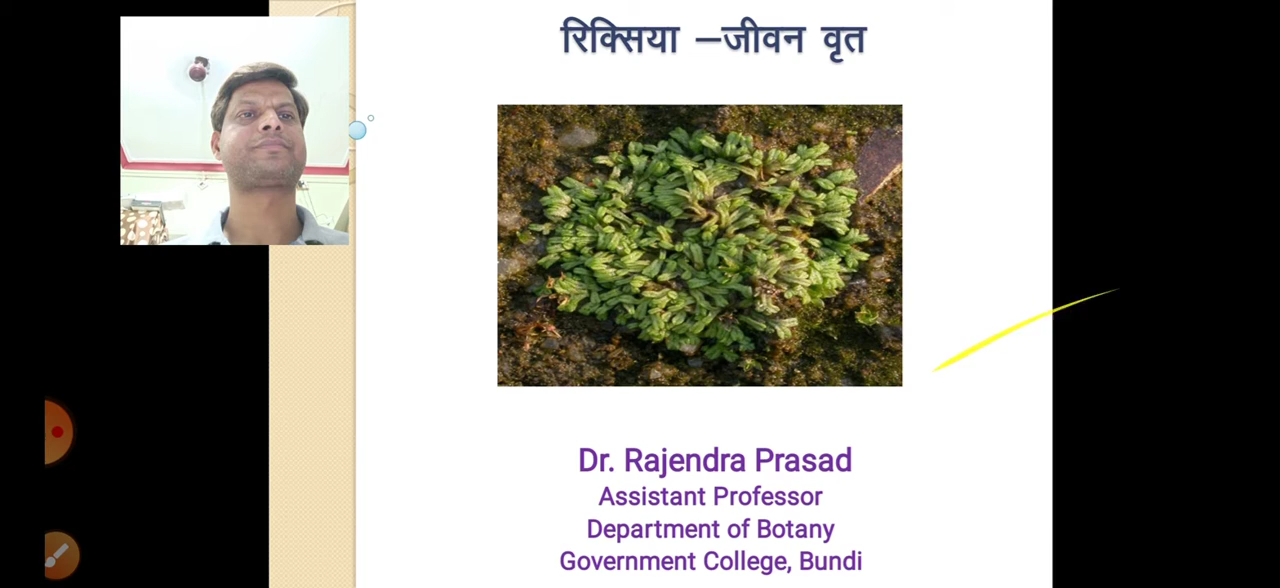 रिक्सिया –जीवन वृत
Dr. Rajendra Prasad
Assistant Professor
Department of Botany
Government College, Bundi